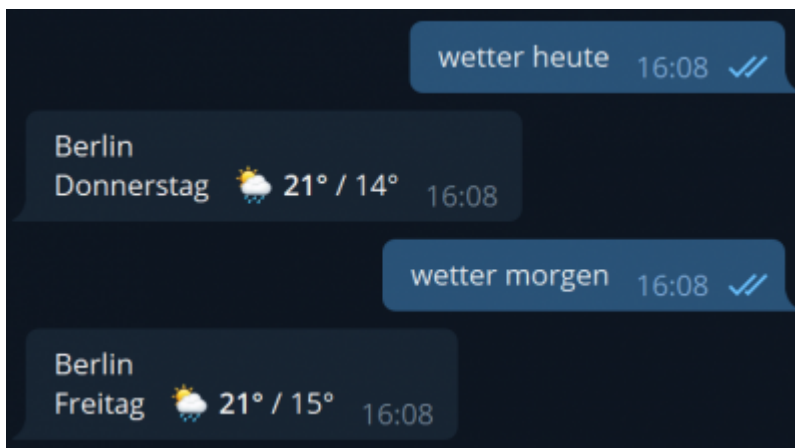 wetter heute 16:08
Berlin
Donnerstag 🌦 21° / 14° 16:08
wetter morgen 16:08
Berlin
Freitag 🌦 21° / 15° 16:08